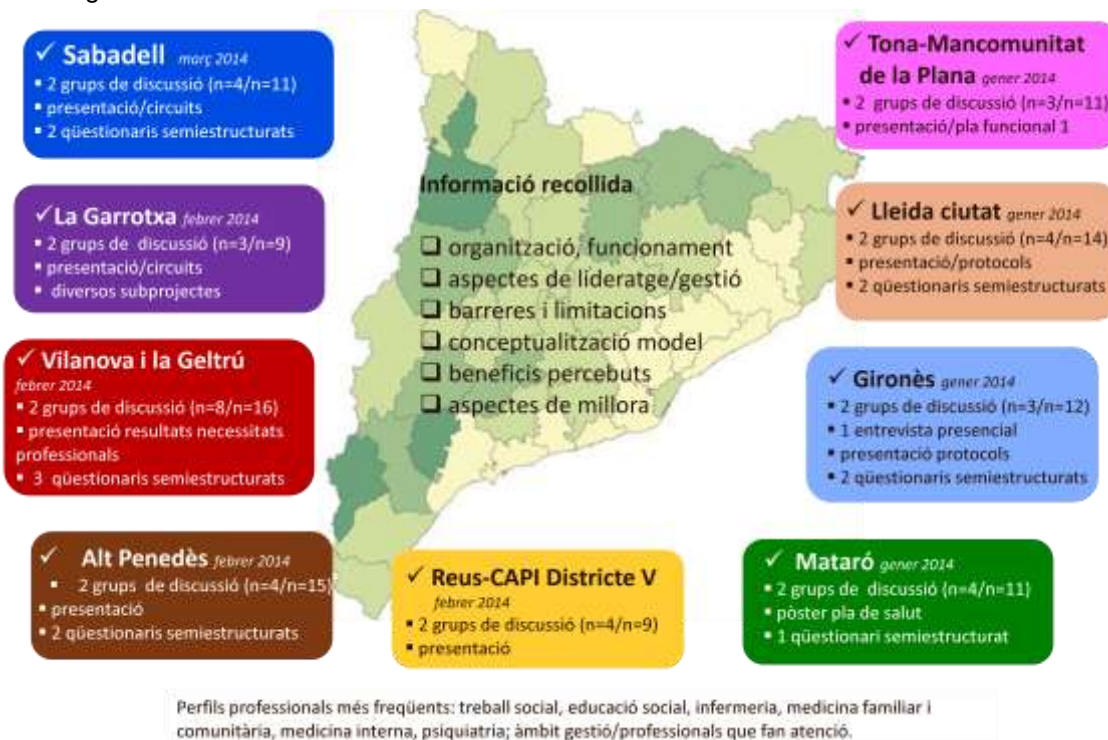 ✓ Sabadell març 2014
▪ 2 grups de discussió (n=4/n=11)
▪ presentació/circuits
▪ 2 qüestionaris semiestructurats
✓ La Garrotxa febrer 2014
▪ 2 grups de discussió (n=3/n=9)
▪ presentació/circuits
▪ diversos subprojectes
✓ Vilanova i la Geltrú
febrer 2014
▪ 2 grups de discussió (n=8/n=16)
▪ presentació resultats necessitats
professionals
▪ 3 qüestionaris semiestructurats
✓ Alt Penedès febrer 2014
▪ 2 grups de discussió (n=4/n=15)
▪ presentació
▪ 2 qüestionaris semiestructurats
Informació recollida
❑ organització, funcionament
❑ aspectes de lideratge/gestió
❑ barreres i limitacions
❑ conceptualització model
❑ beneficis percebuts
❑ aspectes de millora
✓ Reus-CAPI Districte V
febrer 2014
▪ 2 grups de discussió (n=4/n=9)
▪ presentació
✓ Tona-Mancomunitat
de la Plana gener 2014
▪ 2 grups de discussió (n=3/n=11)
▪ presentació/pla funcional 1
✓ Lleida ciutat gener 2014
▪ 2 grups de discussió (n=4/n=14)
▪ presentació/protocols
▪ 2 qüestionaris semiestructurats
✓ Gironès gener 2014
▪ 2 grups de discussió (n=3/n=12)
▪ 1 entrevista presencial
▪ presentació protocols
▪ 2 qüestionaris semiestructurats
✓ Mataró gener 2014
▪ 2 grups de discussió (n=4/n=11)
▪ pòster pla de salut
▪ 1 qüestionari semiestructurat
Perfils professionals més freqüents: treball social, educació social, infermeria, medicina familiar i
comunitària, medicina interna, psiquiatria; àmbit gestió/professionals que fan atenció.